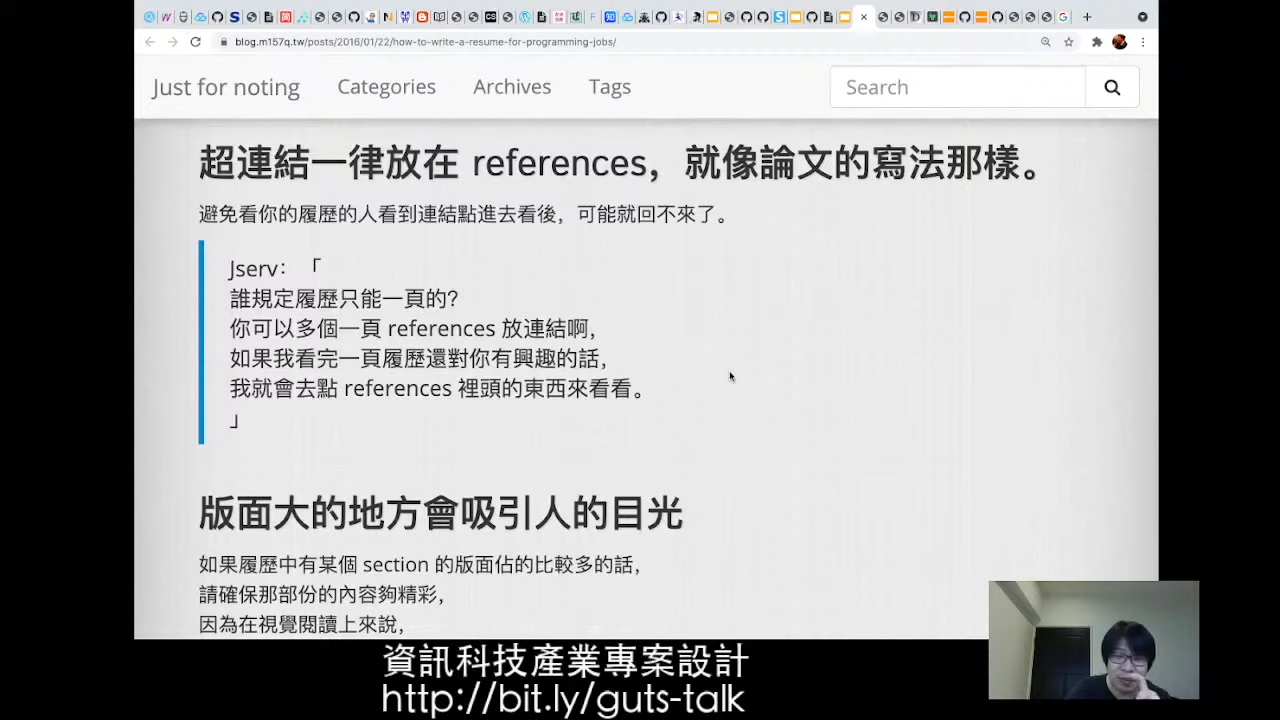 blog.m157q.tw/posts/2016/01/22/how-to-write-a-resume-for-programming-jobs/
Just for noting
Categories
Archives
Tags
Search
超連結一律放在 references，就像論文的寫法那樣。
避免看你的履歷的人看到連結點進去看後，可能就回不來了。
Jserv：「
誰規定履歷只能一頁的?
你可以多個一頁 references 放連結啊，
如果我看完一頁履歷還對你有興趣的話，
我就會去點 references 裡頭的東西來看看。
」
版面大的地方會吸引人的目光
如果履歷中有某個 section 的版面佔的比較多的話，
請確保那部份的內容夠精彩，
因為在視覺閱讀上來說，
資訊科技產業專案設計
http://bit.ly/guts-talk